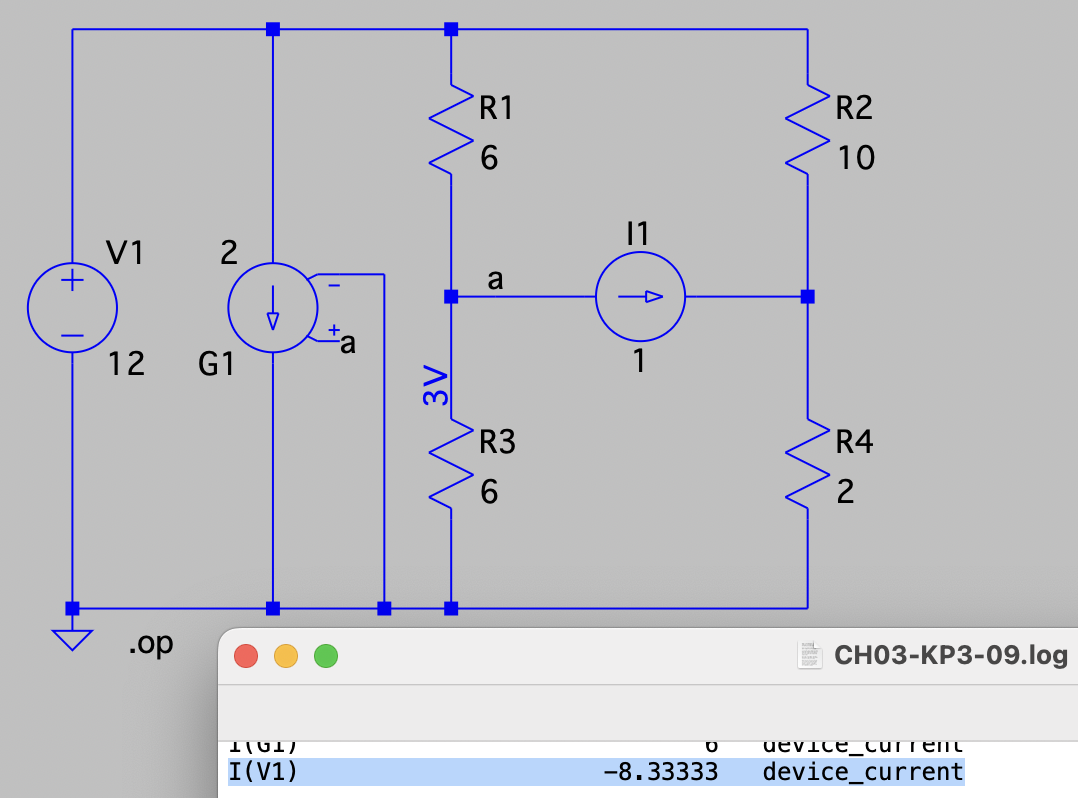 R1
6
R2
10
V1
12
2
G1
−
+
a
a
I1
1
3V
R3
6
R4
2
.op
CH03-KP3-09.log
I(G1) 6 device_current
I(V1) -8.33333 device_current